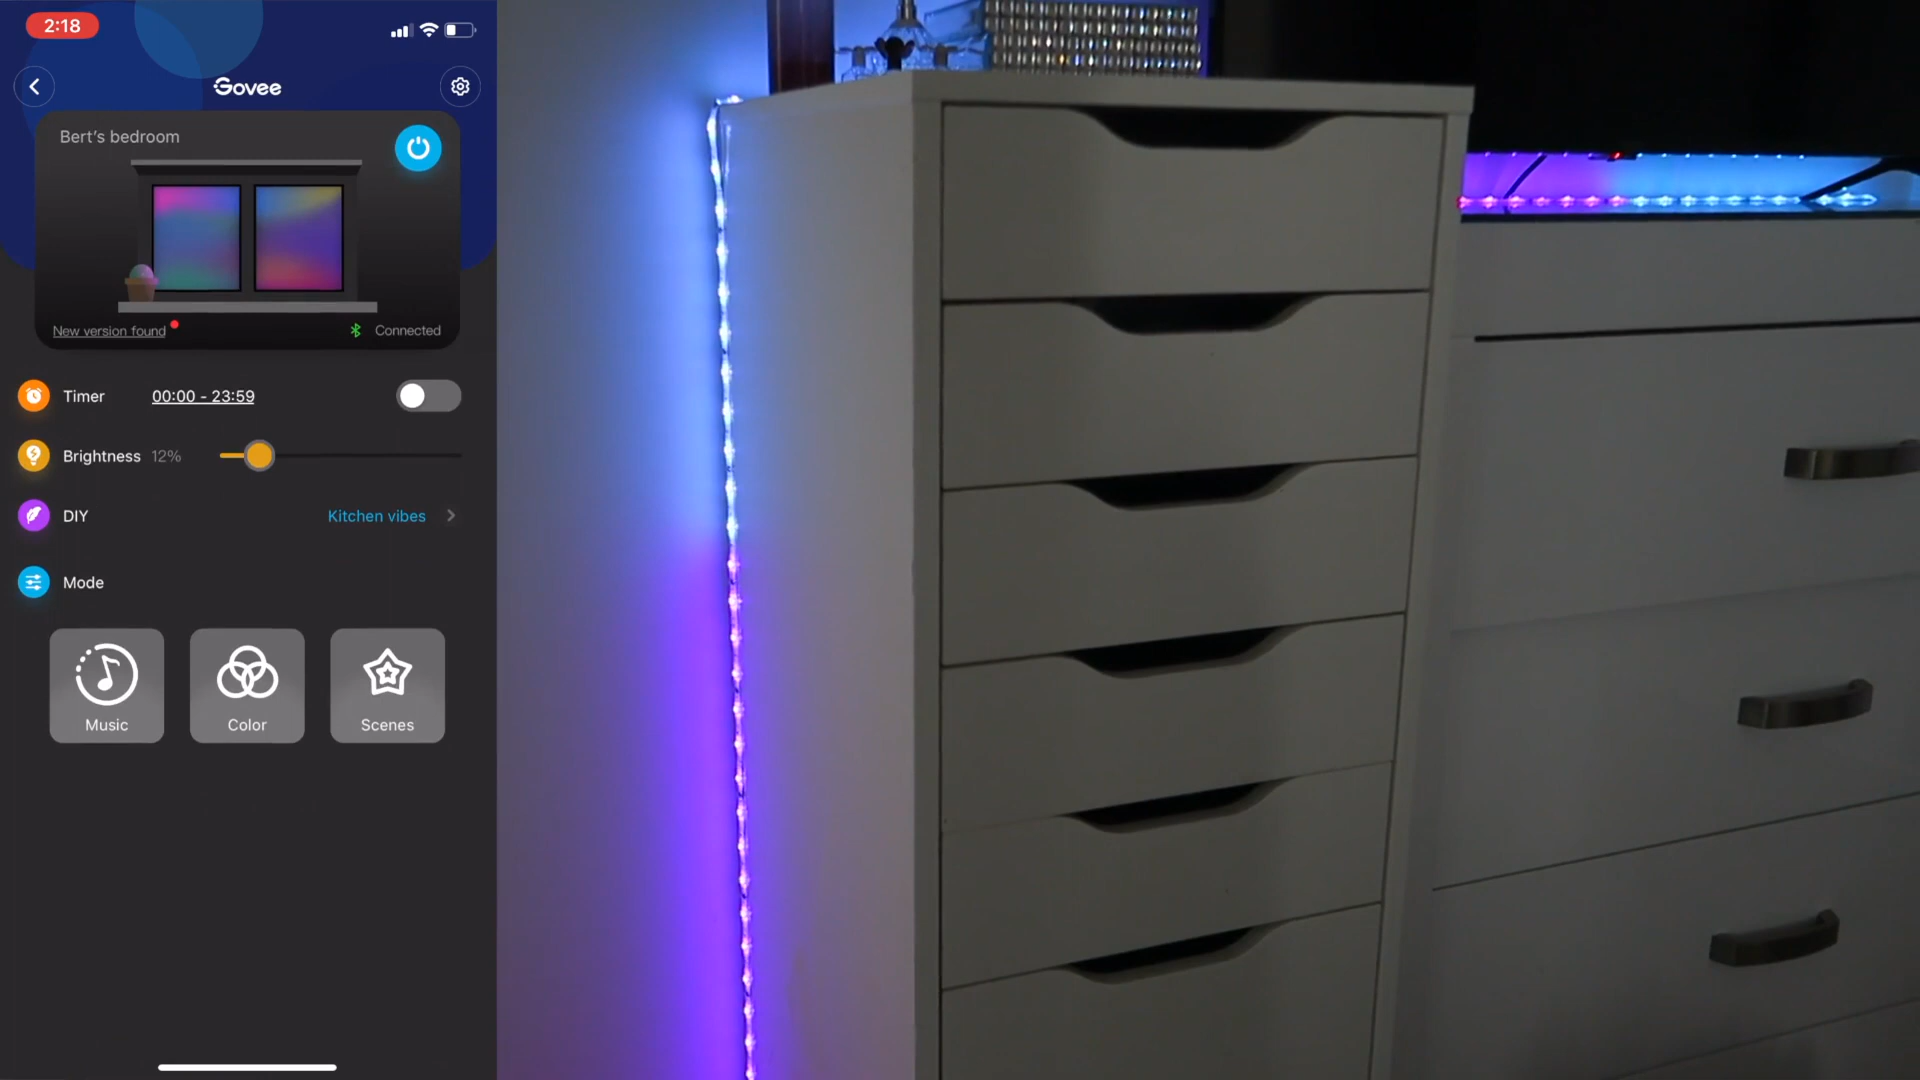 2:18
Govee
Bert's bedroom
New version found
Connected
Timer 00:00 - 23:59
Brightness 12%
DIY Kitchen vibes
Mode
Music Color Scenes